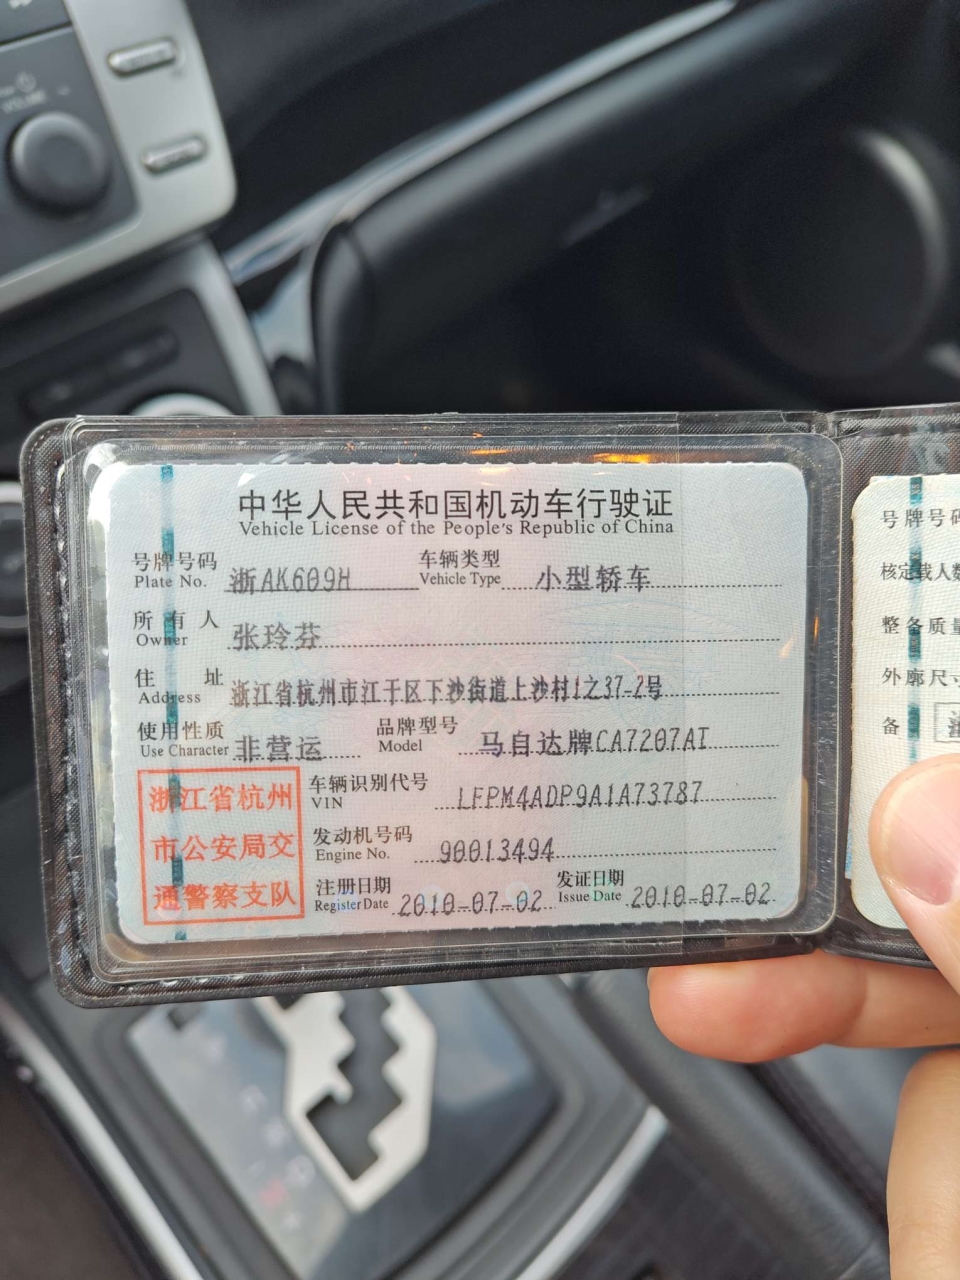 中华人民共和国机动车行驶证
Vehicle License of the People's Republic of China
号牌号码 浙AK609H 车辆类型 小型轿车
Plate No. Vehicle Type
所有人 张玲芬
Owner
住址 浙江省杭州市江干区下沙街道上沙村1之37-2号
Address
使用性质 非营运 品牌型号 马自达牌CA7207AT
Use Character Model
浙江省杭州
市公安局交
通警察支队
车辆识别代号 LFPM4ADP9A1A73787
VIN
发动机号码 90013494
Engine No.
注册日期 2010-07-02 发证日期 2010-07-02
Register Date Issue Date
号牌号码
核定载人数
整备质量
外廓尺寸
备